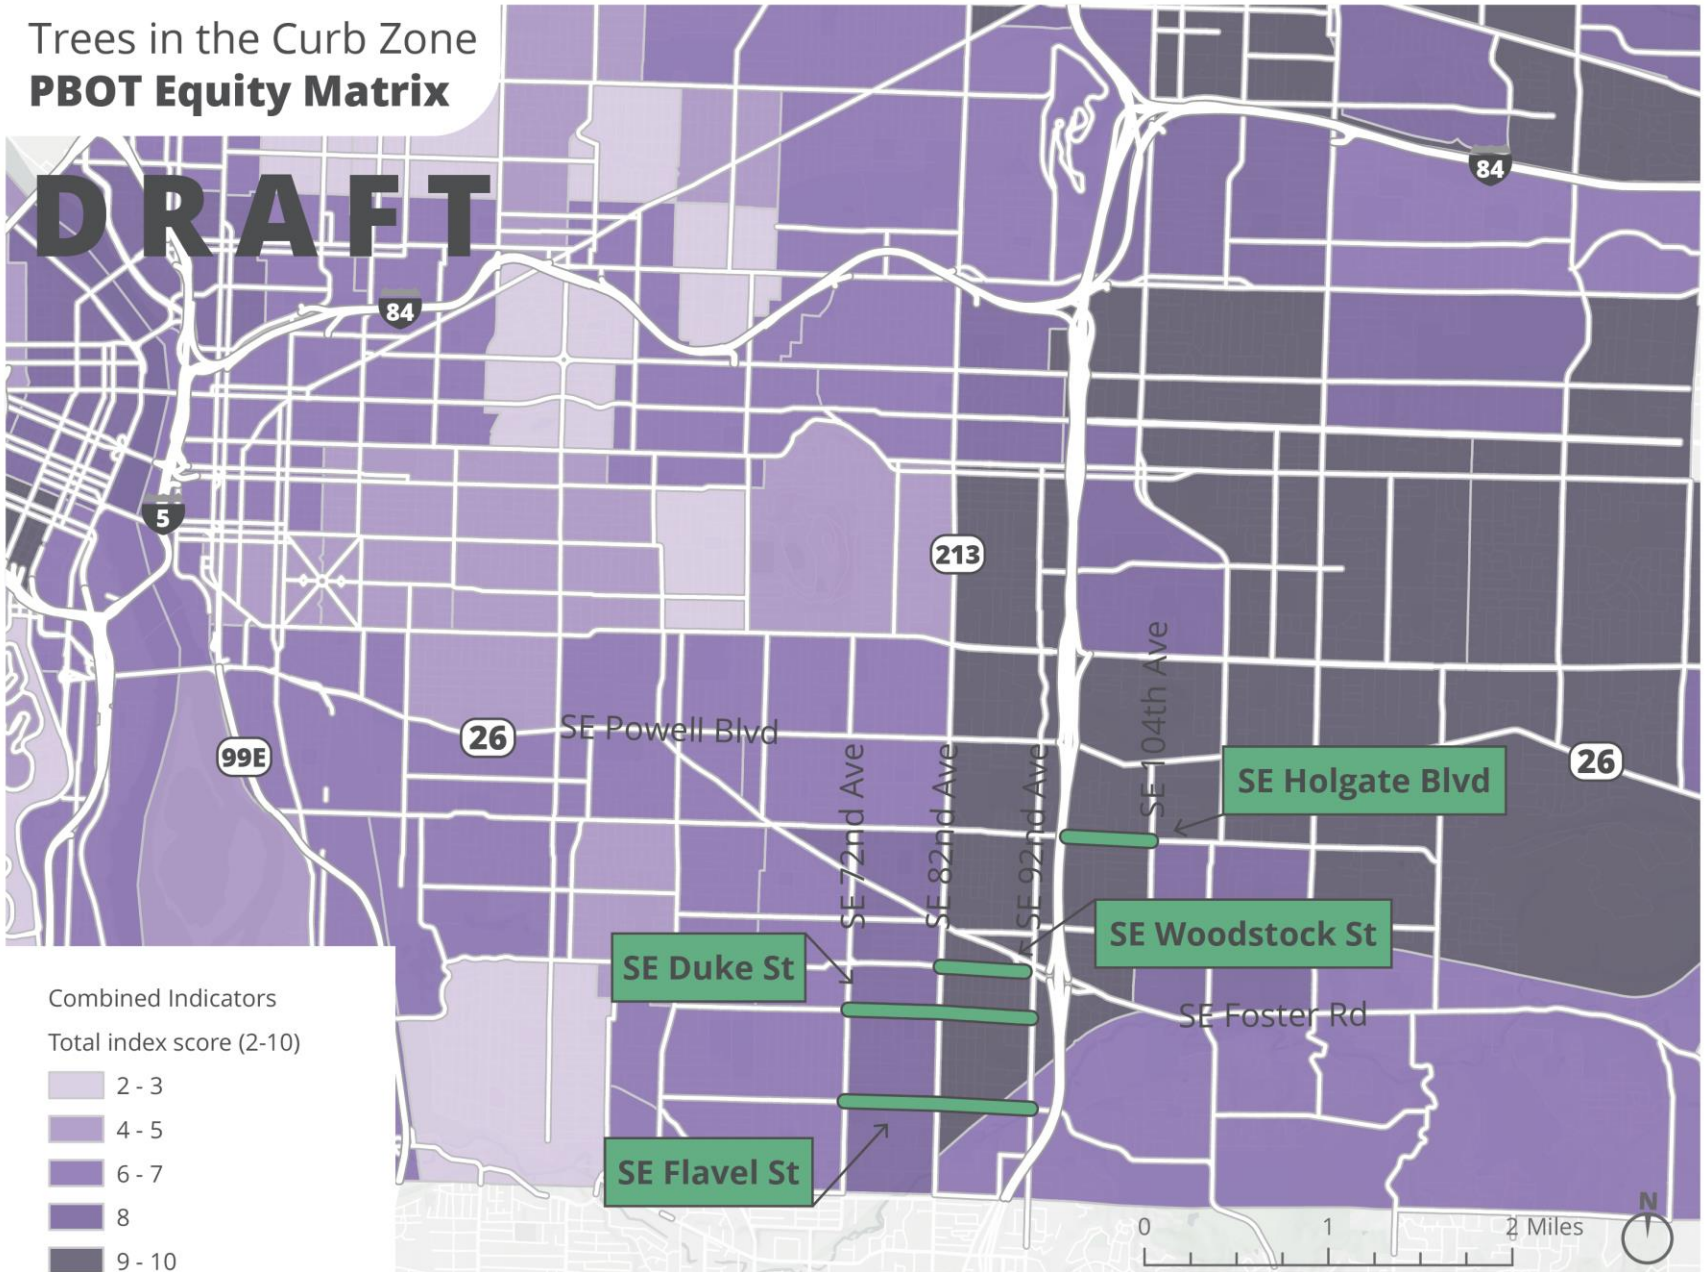 Trees in the Curb Zone
PBOT Equity Matrix
DRAFT
84
84
5
213
SE 104th Ave
SE Powell Blvd
26
99E
26
SE 72nd Ave
SE 82nd Ave
SE 92nd Ave
SE Holgate Blvd
SE Woodstock St
SE Duke St
SE Foster Rd
SE Flavel St
Combined Indicators
Total index score (2-10)
2 - 3
4 - 5
6 - 7
8
9 - 10
N
0 1 2 Miles